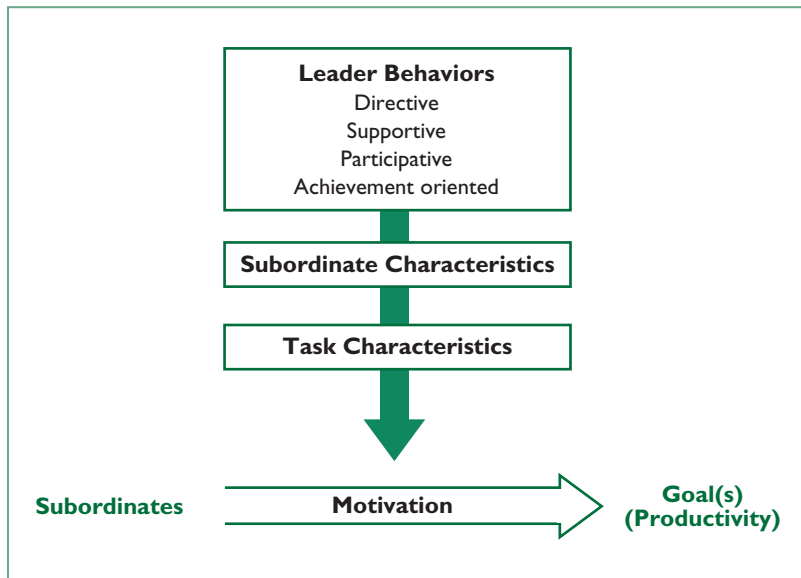 Leader Behaviors
Directive
Supportive
Participative
Achievement oriented
Subordinate Characteristics
Task Characteristics
Subordinates
Motivation
Goal(s)
(Productivity)